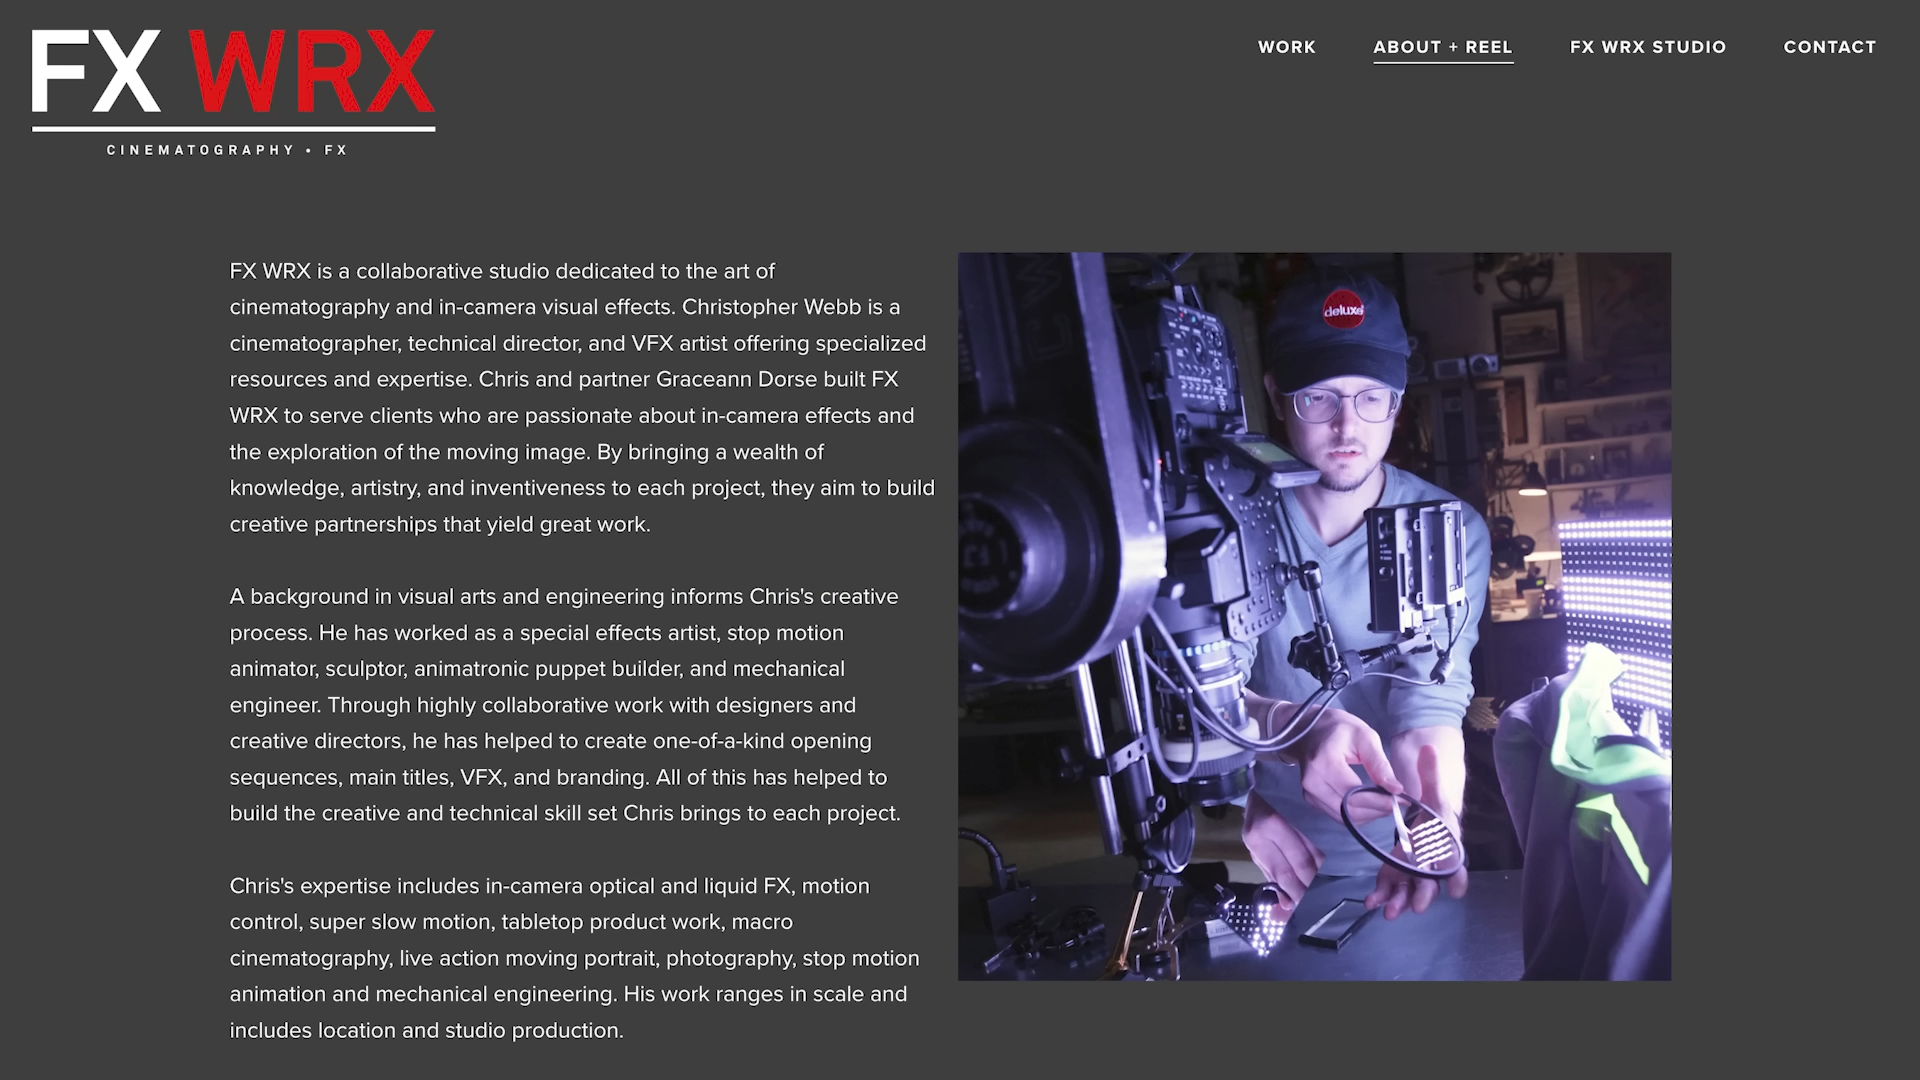 FX WRX
CINEMATOGRAPHY • FX
WORK ABOUT + REEL FX WRX STUDIO CONTACT
FX WRX is a collaborative studio dedicated to the art of
cinematography and in-camera visual effects. Christopher Webb is a
cinematographer, technical director, and VFX artist offering specialized
resources and expertise. Chris and partner Graceann Dorse built FX
WRX to serve clients who are passionate about in-camera effects and
the exploration of the moving image. By bringing a wealth of
knowledge, artistry, and inventiveness to each project, they aim to build
creative partnerships that yield great work.
A background in visual arts and engineering informs Chris's creative
process. He has worked as a special effects artist, stop motion
animator, sculptor, animatronic puppet builder, and mechanical
engineer. Through highly collaborative work with designers and
creative directors, he has helped to create one-of-a-kind opening
sequences, main titles, VFX, and branding. All of this has helped to
build the creative and technical skill set Chris brings to each project.
Chris's expertise includes in-camera optical and liquid FX, motion
control, super slow motion, tabletop product work, macro
cinematography, live action moving portrait, photography, stop motion
animation and mechanical engineering. His work ranges in scale and
includes location and studio production.
deluxe